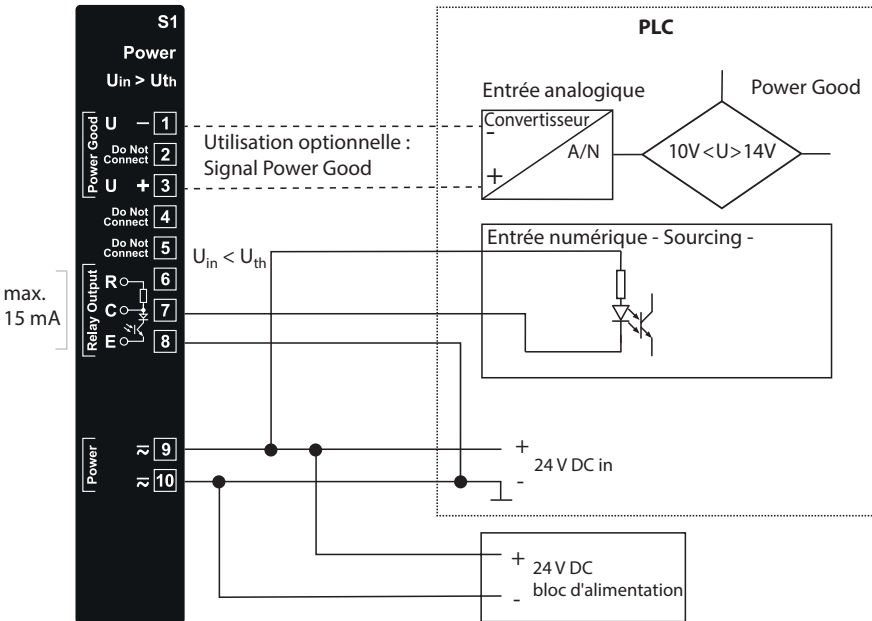 S1
Power
Uin > Uth
Power Good
U − 1
Do Not
Connect 2
U + 3
Do Not
Connect 4
Do Not
Connect 5
Relay Output
R 6
C 7
E 8
max.
15 mA
Power
≂ 9
≂ 10
Utilisation optionnelle :
Signal Power Good
Uin < Uth
PLC
Entrée analogique
Convertisseur
-
A/N
+
Power Good
10V <U> 14V
Entrée numérique - Sourcing -
+
24 V DC in
-
+
24 V DC
bloc d'alimentation
-